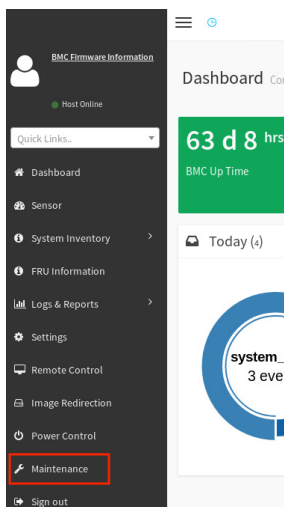 BMC Firmware Information
Host Online
Quick Links..
Dashboard
Sensor
System Inventory
FRU Information
Logs & Reports
Settings
Remote Control
Image Redirection
Power Control
Maintenance
Sign out
Dashboard
63 d 8 hrs
BMC Up Time
Today (4)
system_
3 eve